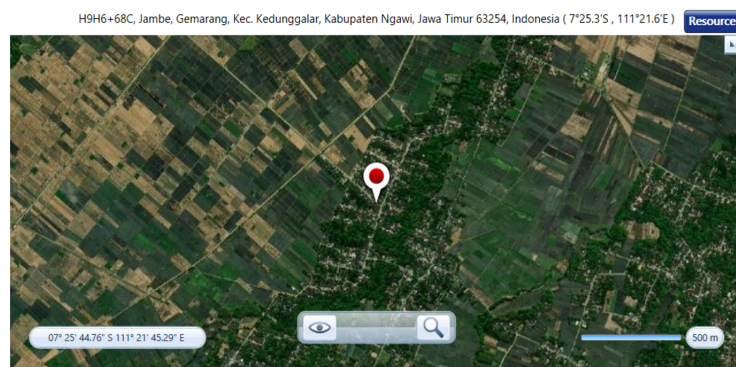 H9H6+68C, Jambe, Gemarang, Kec. Kedunggalar, Kabupaten Ngawi, Jawa Timur 63254, Indonesia ( 7°25.3'S , 111°21.6'E )
Resource
07° 25' 44.76" S 111° 21' 45.29" E
500 m